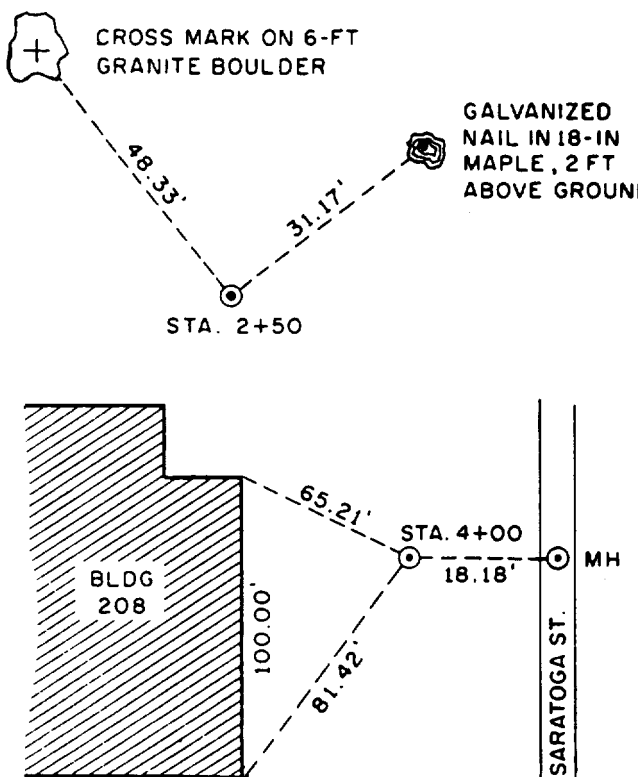 CROSS MARK ON 6-FT
GRANITE BOULDER
GALVANIZED
NAIL IN 18-IN
MAPLE, 2 FT
ABOVE GROUN
48.33'
31.17'
STA. 2+50
65.21'
STA. 4+00
18.18'
MH
BLDG
208
100.00'
81.42'
SARATOGA ST.